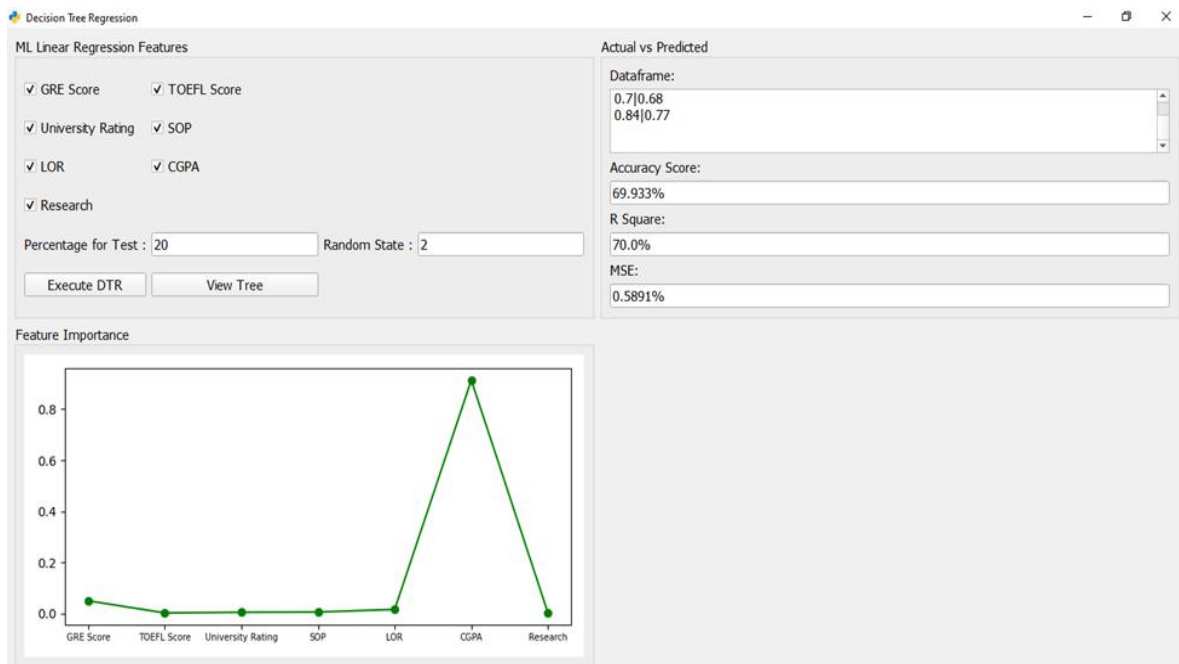 Decision Tree Regression
ML Linear Regression Features
GRE Score TOEFL Score
University Rating SOP
LOR CGPA
Research
Percentage for Test : 20 Random State : 2
Execute DTR View Tree
Actual vs Predicted
Dataframe:
0.7|0.68
0.84|0.77
Accuracy Score:
69.933%
R Square:
70.0%
MSE:
0.5891%
Feature Importance
0.8
0.6
0.4
0.2
0.0
GRE Score TOEFL Score University Rating SOP LOR CGPA Research